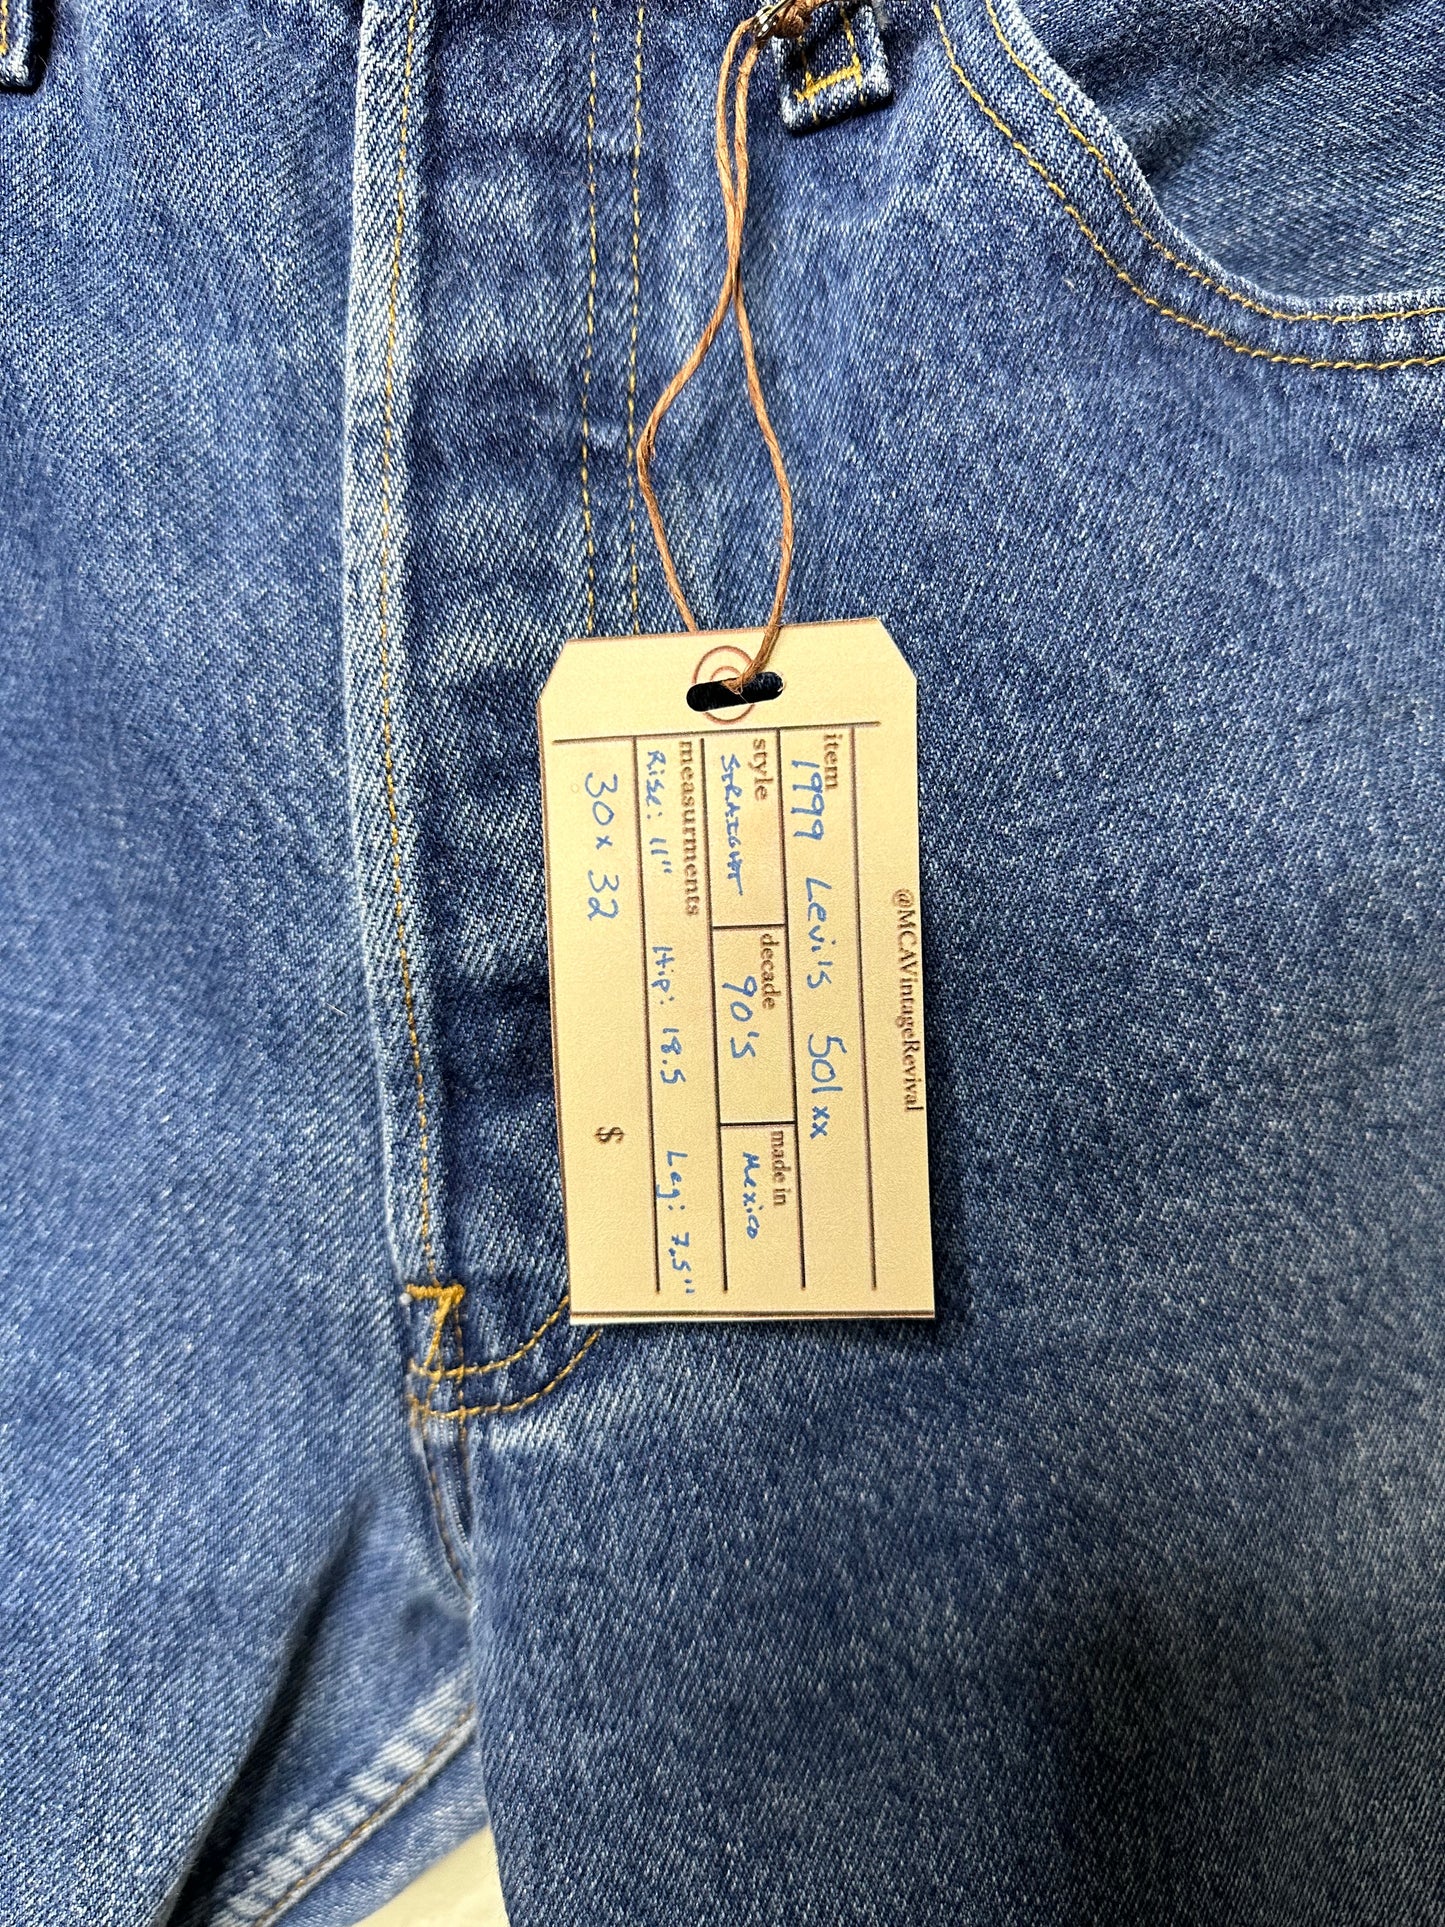 @MCAVintageRevival
item
1999 Levi's 501xx
style decade made in
STRAIGHT 90's Mexico
measurments
Rise: 11" Hip: 18.5 Leg: 7.5"
30x32 $